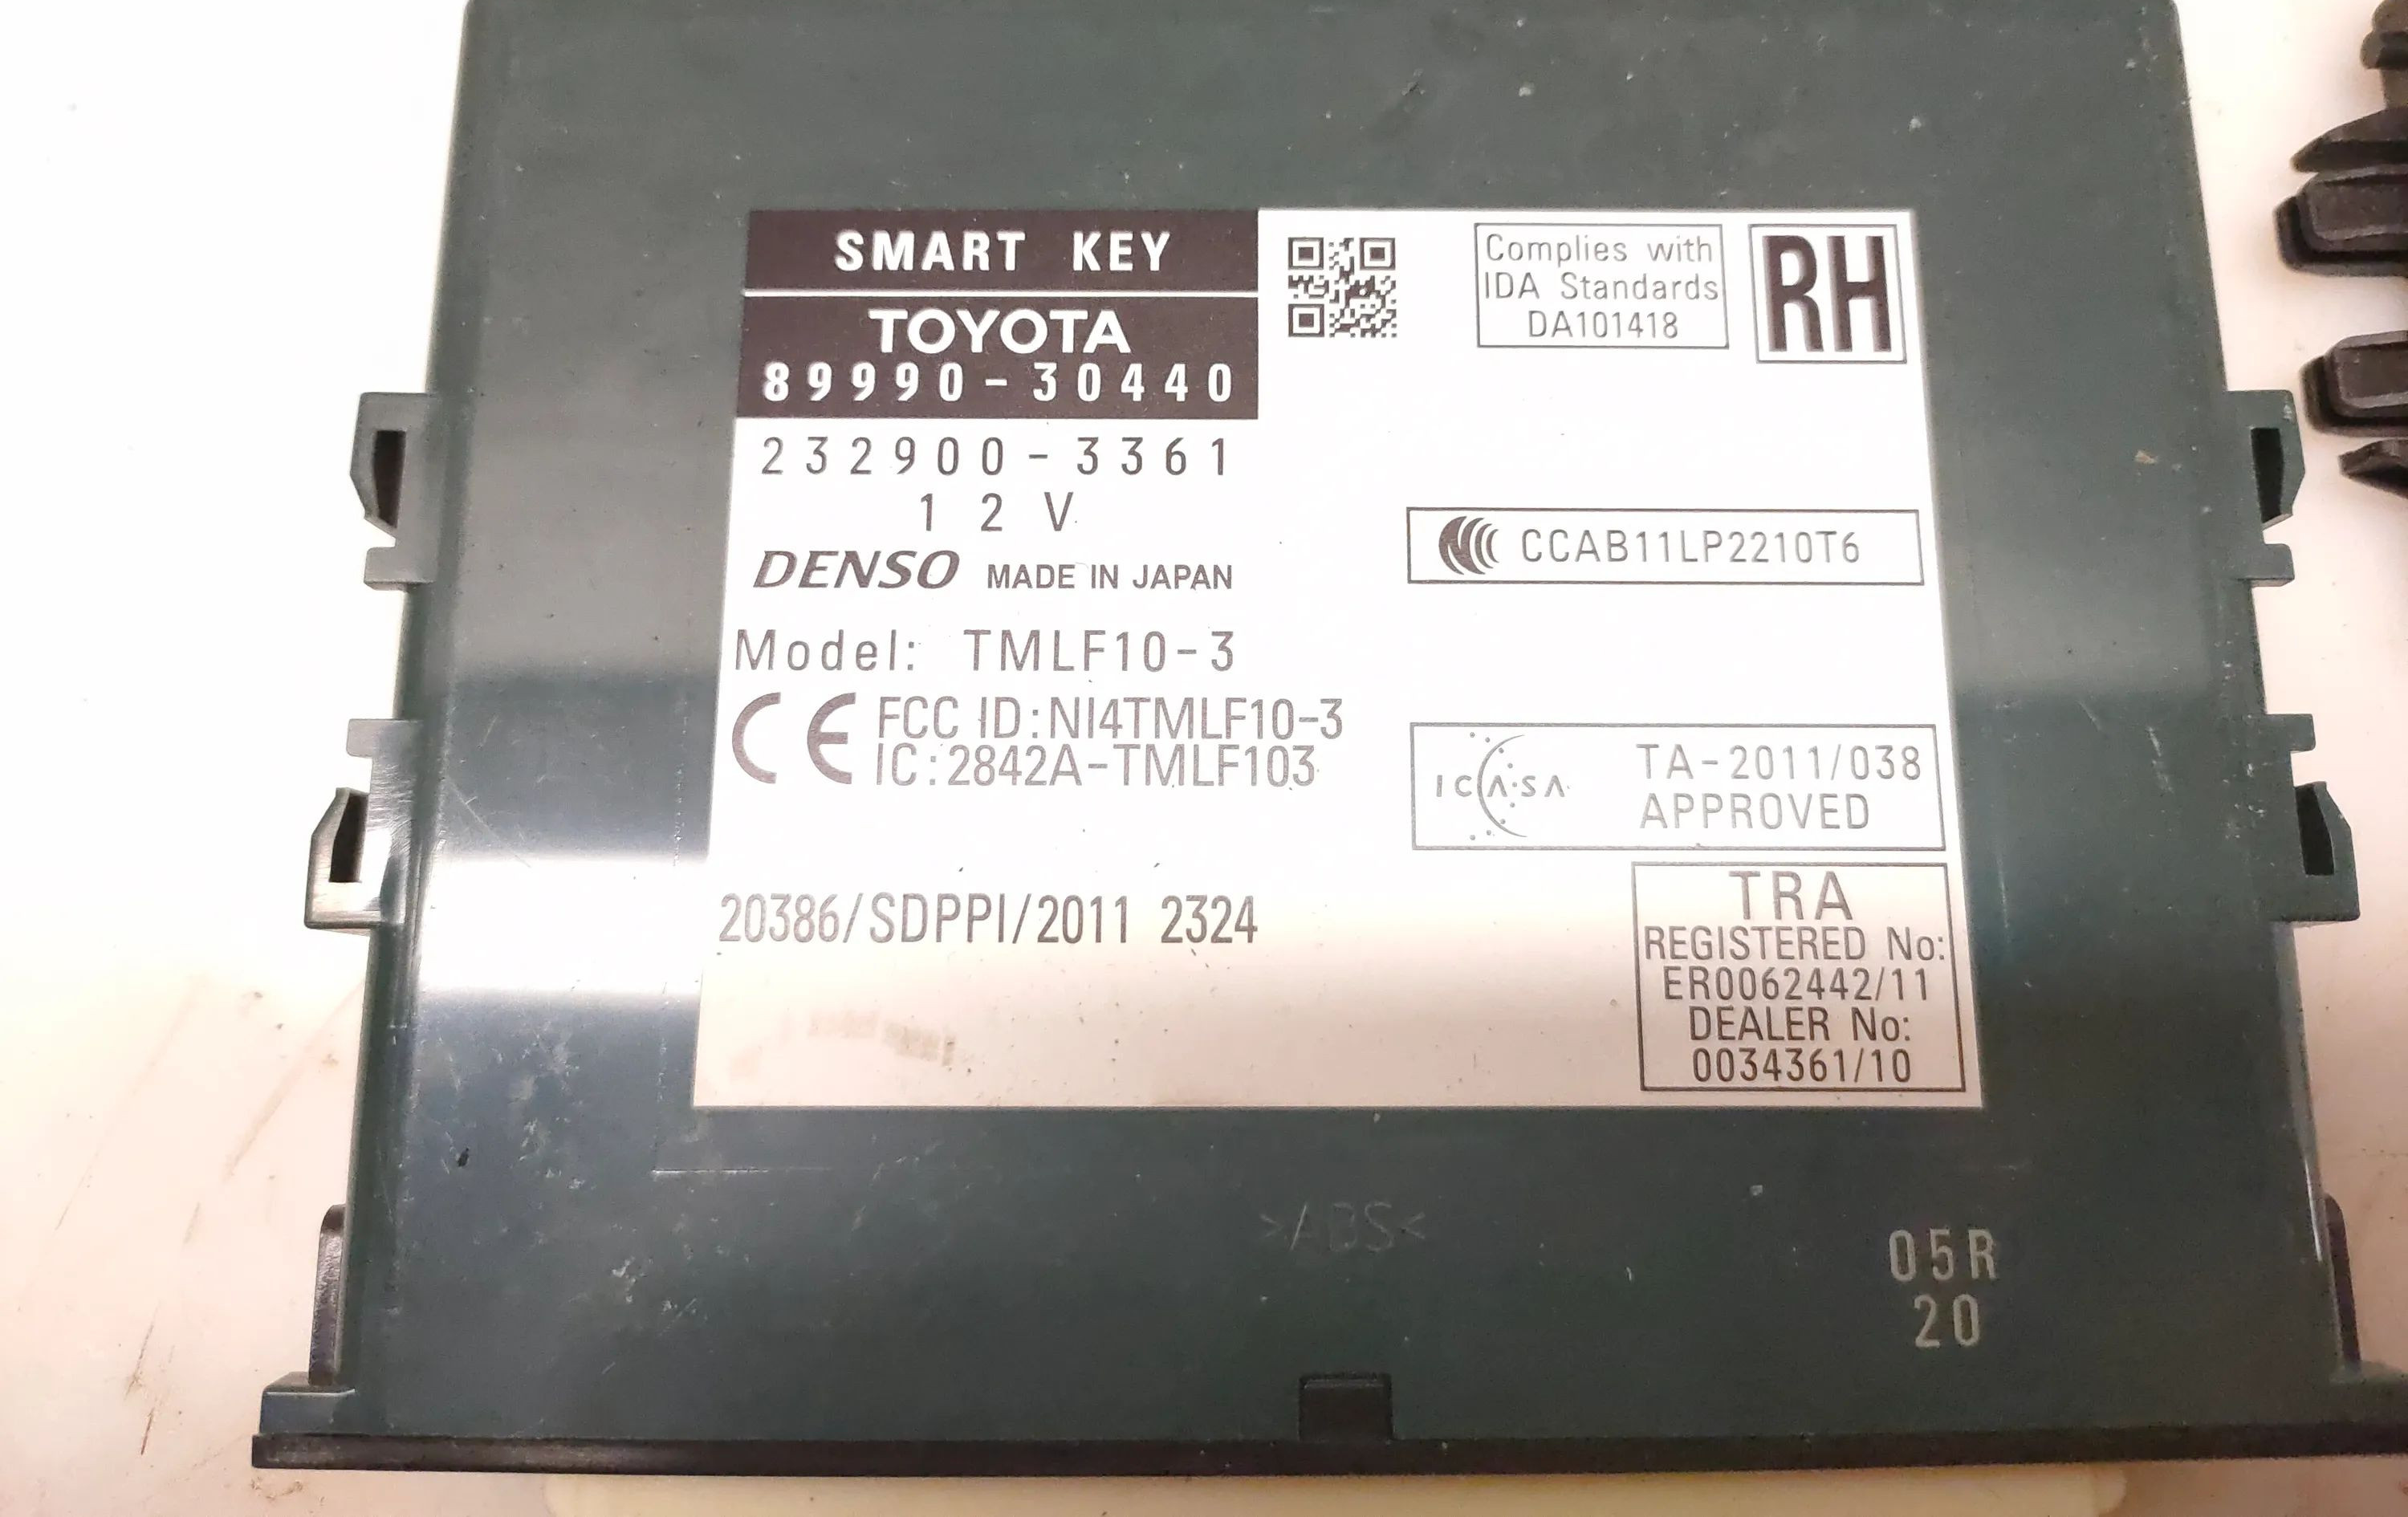 SMART KEY
TOYOTA
89990-30440
232900-3361
12V
DENSO MADE IN JAPAN
Model: TMLF10-3
CE FCC ID:NI4TMLF10-3
IC:2842A-TMLF103
20386/SDPPI/2011 2324
Complies with
IDA Standards
DA101418
RH
CCAB11LP2210T6
ICASA TA-2011/038
APPROVED
TRA
REGISTERED No:
ER0062442/11
DEALER No:
0034361/10
>ABS<
05R
20